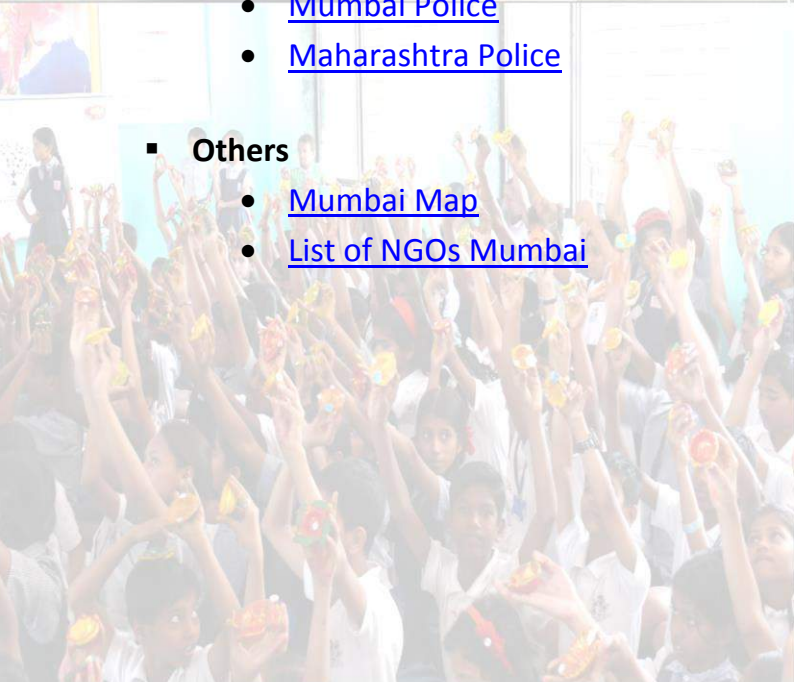 • Mumbai Police
• Maharashtra Police
▪ Others
• Mumbai Map
• List of NGOs Mumbai